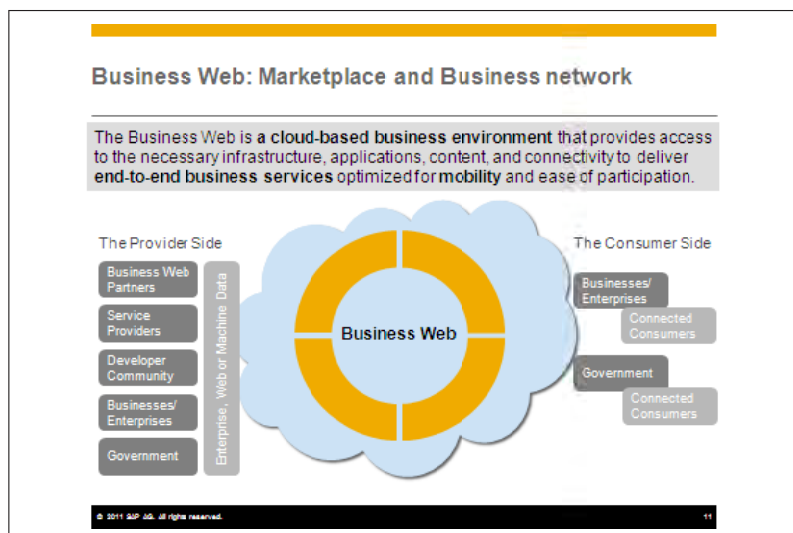 Business Web: Marketplace and Business network
The Business Web is a cloud-based business environment that provides access
to the necessary infrastructure, applications, content, and connectivity to deliver
end-to-end business services optimized for mobility and ease of participation.
The Provider Side
Business Web
Partners
Service
Providers
Developer
Community
Businesses/
Enterprises
Government
Enterprise, Web or Machine Data
Business Web
The Consumer Side
Businesses/
Enterprises
Connected
Consumers
Government
Connected
Consumers
© 2011 SAP AG. All rights reserved.
11